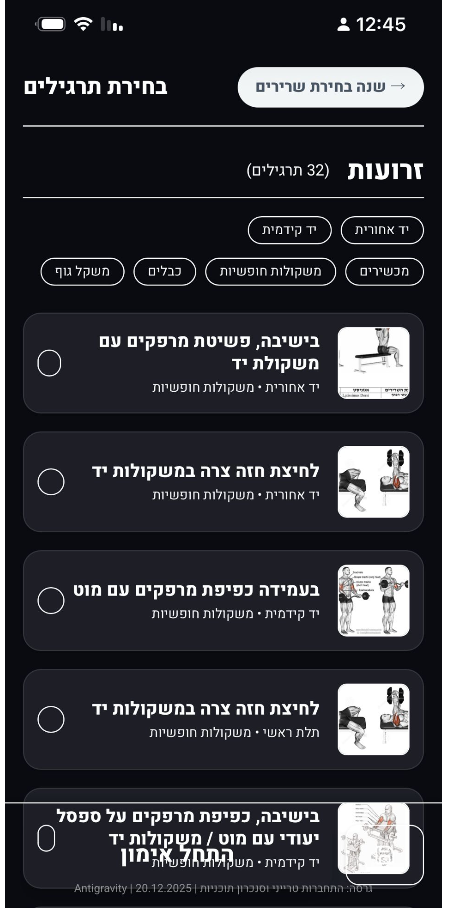 12:45
→ שנה בחירת שרירים
בחירת תרגילים
זרועות (32 תרגילים)
יד אחורית
יד קידמית
מכשירים
משקולות חופשיות
כבלים
משקל גוף
בישיבה, פשיטת מרפקים עם
משקולת יד
יד אחורית • משקולות חופשיות
לחיצת חזה צרה במשקולות יד
יד אחורית • משקולות חופשיות
בעמידה כפיפת מרפקים עם מוט
יד קידמית • משקולות חופשיות
לחיצת חזה צרה במשקולות יד
תלת ראשי • משקולות חופשיות
בישיבה, כפיפת מרפקים על ספסל
יעודי עם מוט / משקולות יד
התחל אימון
יד קידמית • משקולות חופשיות
גרסה: התחברות טרייני וסנכרון תוכניות | 20.12.2025 | Antigravity